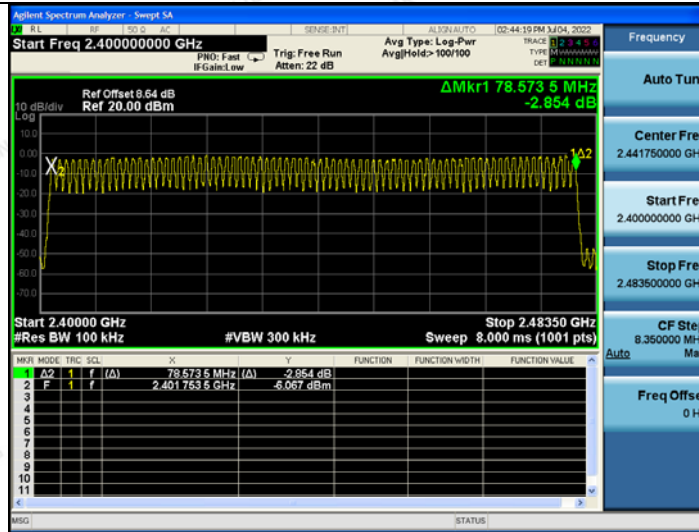 Agilent Spectrum Analyzer - Swept SA
RL RF 50 Ω AC SENSE:INT ALIGN AUTO 02:44:19 PM Jul 04, 2022
Start Freq 2.400000000 GHz
PNO: Fast
IFGain:Low
Trig: Free Run
Atten: 22 dB
Avg Type: Log-Pwr
Avg|Hold:>100/100
TRACE 1 2 3 4 5 6
TYPE M
DET P N N N N N
Ref Offset 8.64 dB
10 dB/div Ref 20.00 dBm
Log
ΔMkr1 78.573 5 MHz
-2.854 dB
10.0
0.00
-10.0
-20.0
-30.0
-40.0
-50.0
-60.0
-70.0
X2
1Δ2
Start 2.40000 GHz Stop 2.48350 GHz
#Res BW 100 kHz #VBW 300 kHz Sweep 8.000 ms (1001 pts)
MKR MODE TRC SCL X Y FUNCTION FUNCTION WIDTH FUNCTION VALUE
1 Δ2 1 f (Δ) 78.573 5 MHz (Δ) -2.854 dB
2 F 1 f 2.401 753 5 GHz -6.067 dBm
3
4
5
6
7
8
9
10
11
MSG STATUS
Frequency
Auto Tun
Center Fre
2.441750000 GH
Start Fre
2.400000000 GH
Stop Fre
2.483500000 GH
CF Ste
8.350000 MH
Auto Ma
Freq Offse
0 H